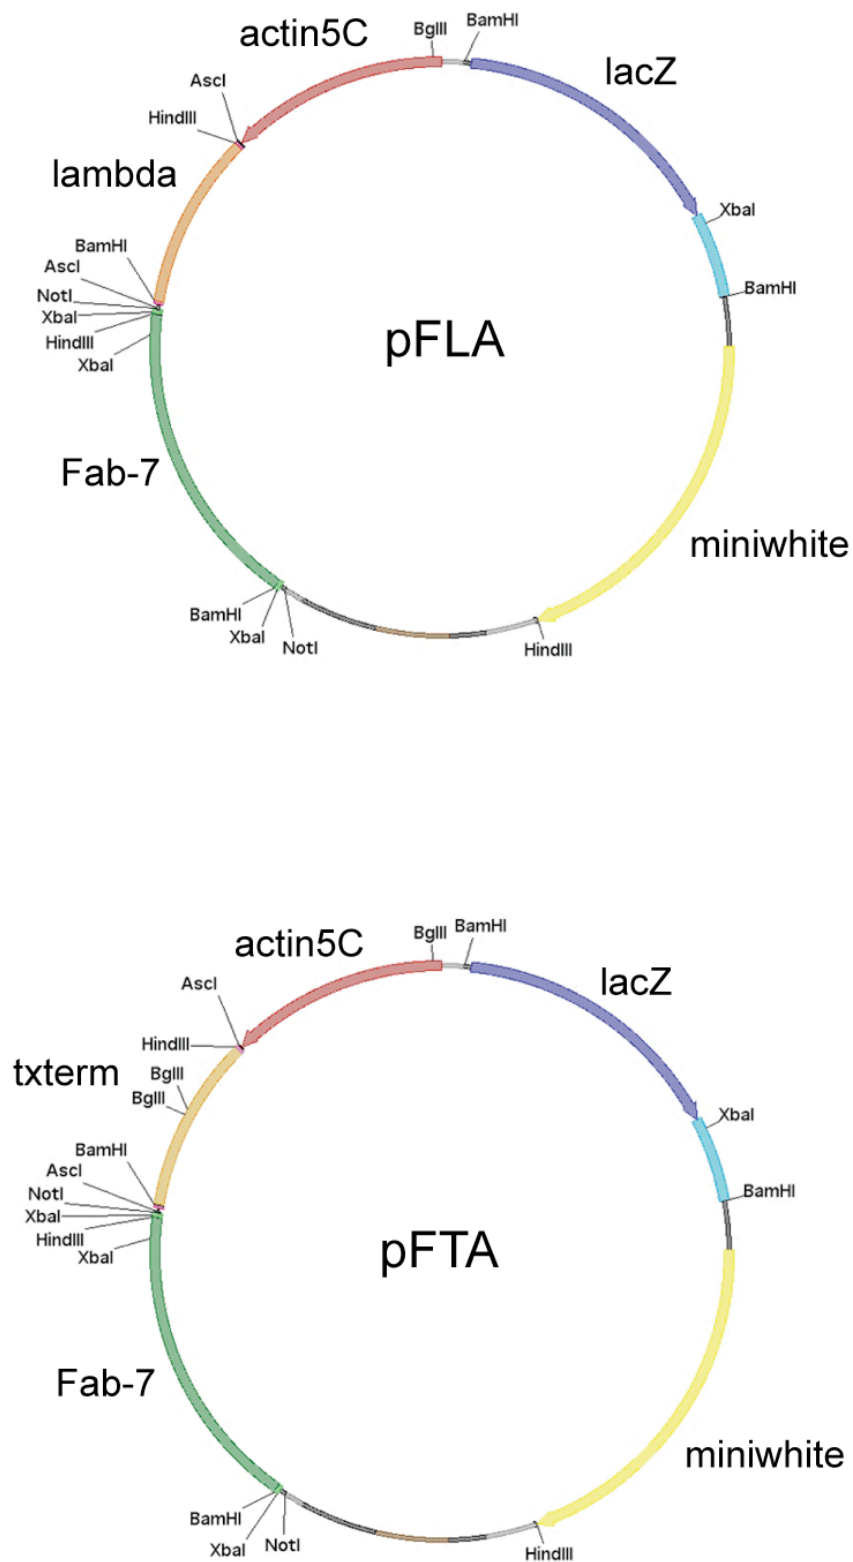 actin5C
BglII
BamHI
lacZ
AscI
HindIII
lambda
XbaI
BamHI
AscI
NotI
XbaI
HindIII
XbaI
BamHI
pFLA
Fab-7
miniwhite
BamHI
XbaI
NotI
HindIII
actin5C
BglII
BamHI
lacZ
AscI
HindIII
txterm
BglII
BglII
XbaI
BamHI
AscI
NotI
XbaI
HindIII
XbaI
BamHI
pFTA
Fab-7
miniwhite
BamHI
XbaI
NotI
HindIII